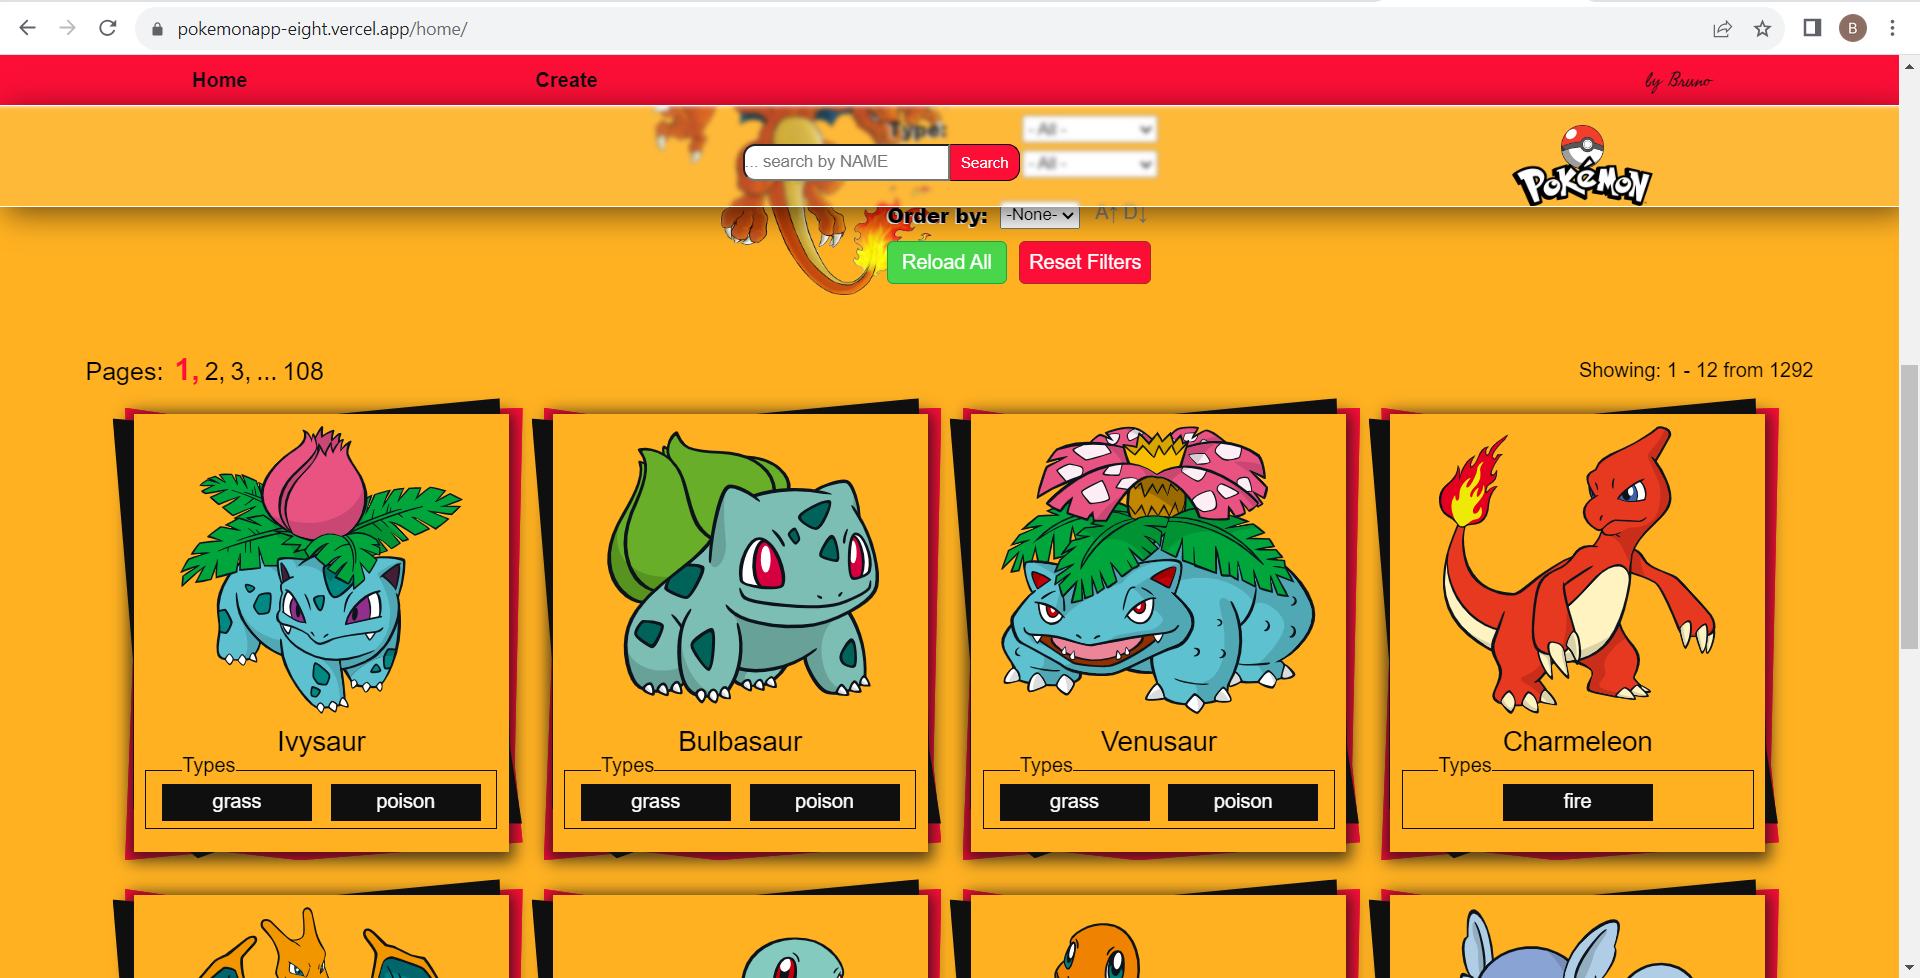 pokemonapp-eight.vercel.app/home/
B
Home
Create
by Bruno
Type:
- All -
... search by NAME
Search
- All -
POKéMON
Order by:
-None-
A↑ D↓
Reload All
Reset Filters
Pages: 1, 2, 3, ... 108
Showing: 1 - 12 from 1292
Ivysaur
Types
grass
poison
Bulbasaur
Types
grass
poison
Venusaur
Types
grass
poison
Charmeleon
Types
fire